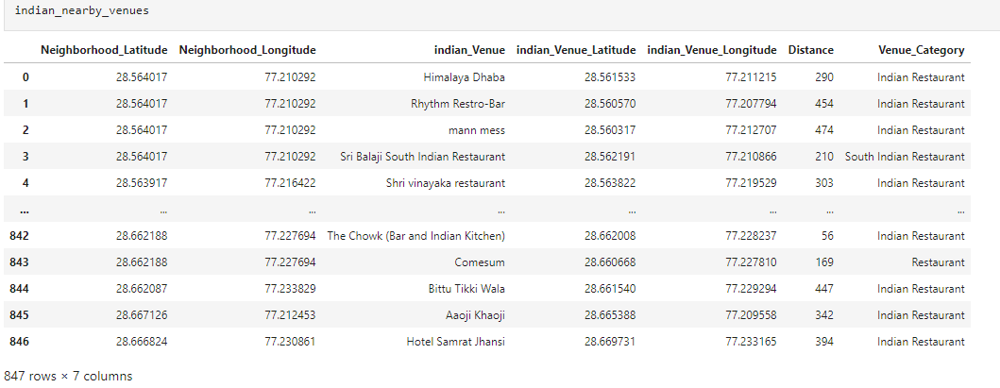 indian_nearby_venues
Neighborhood_Latitude Neighborhood_Longitude indian_Venue indian_Venue_Latitude indian_Venue_Longitude Distance Venue_Category
0 28.564017 77.210292 Himalaya Dhaba 28.561533 77.211215 290 Indian Restaurant
1 28.564017 77.210292 Rhythm Restro-Bar 28.560570 77.207794 454 Indian Restaurant
2 28.564017 77.210292 mann mess 28.560317 77.212707 474 Indian Restaurant
3 28.564017 77.210292 Sri Balaji South Indian Restaurant 28.562191 77.210866 210 South Indian Restaurant
4 28.563917 77.216422 Shri vinayaka restaurant 28.563822 77.219529 303 Indian Restaurant
... ... ... ... ... ... ... ...
842 28.662188 77.227694 The Chowk (Bar and Indian Kitchen) 28.662008 77.228237 56 Indian Restaurant
843 28.662188 77.227694 Comesum 28.660668 77.227810 169 Restaurant
844 28.662087 77.233829 Bittu Tikki Wala 28.661540 77.229294 447 Indian Restaurant
845 28.667126 77.212453 Aaoji Khaoji 28.665388 77.209558 342 Indian Restaurant
846 28.666824 77.230861 Hotel Samrat Jhansi 28.669731 77.233165 394 Indian Restaurant
847 rows × 7 columns